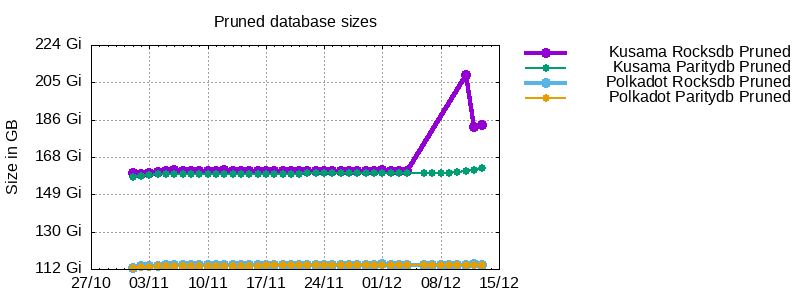 Pruned database sizes
224 Gi
205 Gi
186 Gi
168 Gi
149 Gi
130 Gi
112 Gi
Size in GB
27/10 03/11 10/11 17/11 24/11 01/12 08/12 15/12
Kusama Rocksdb Pruned
Kusama Paritydb Pruned
Polkadot Rocksdb Pruned
Polkadot Paritydb Pruned